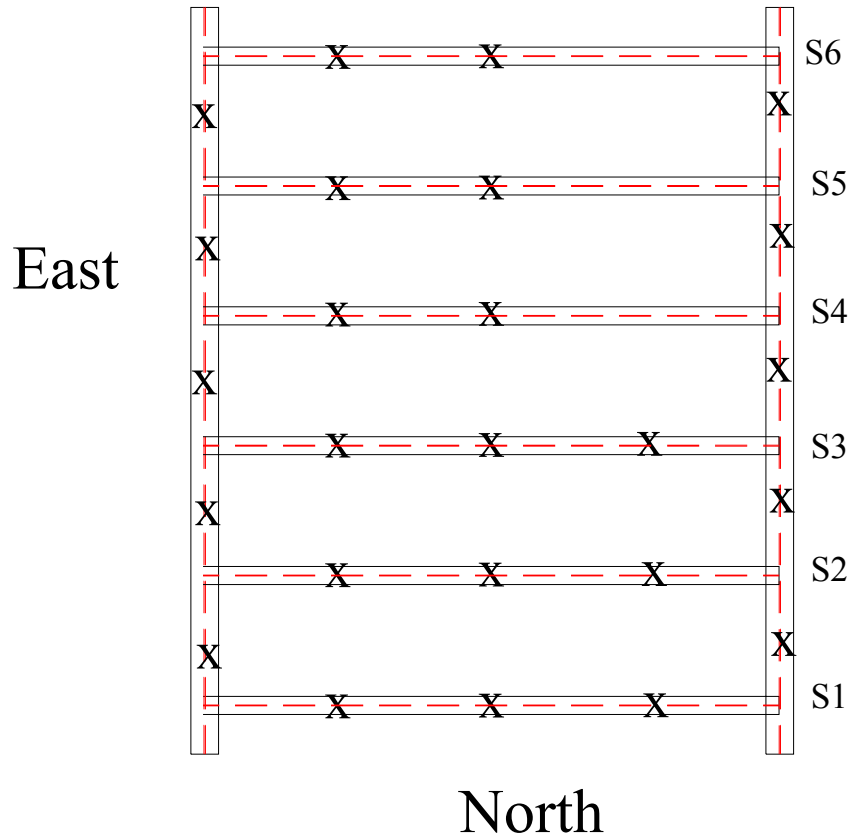 X X S6
X X
X X S5
X X
East
X X S4
X X
X X X S3
X X
X X X S2
X X
X X X S1
North